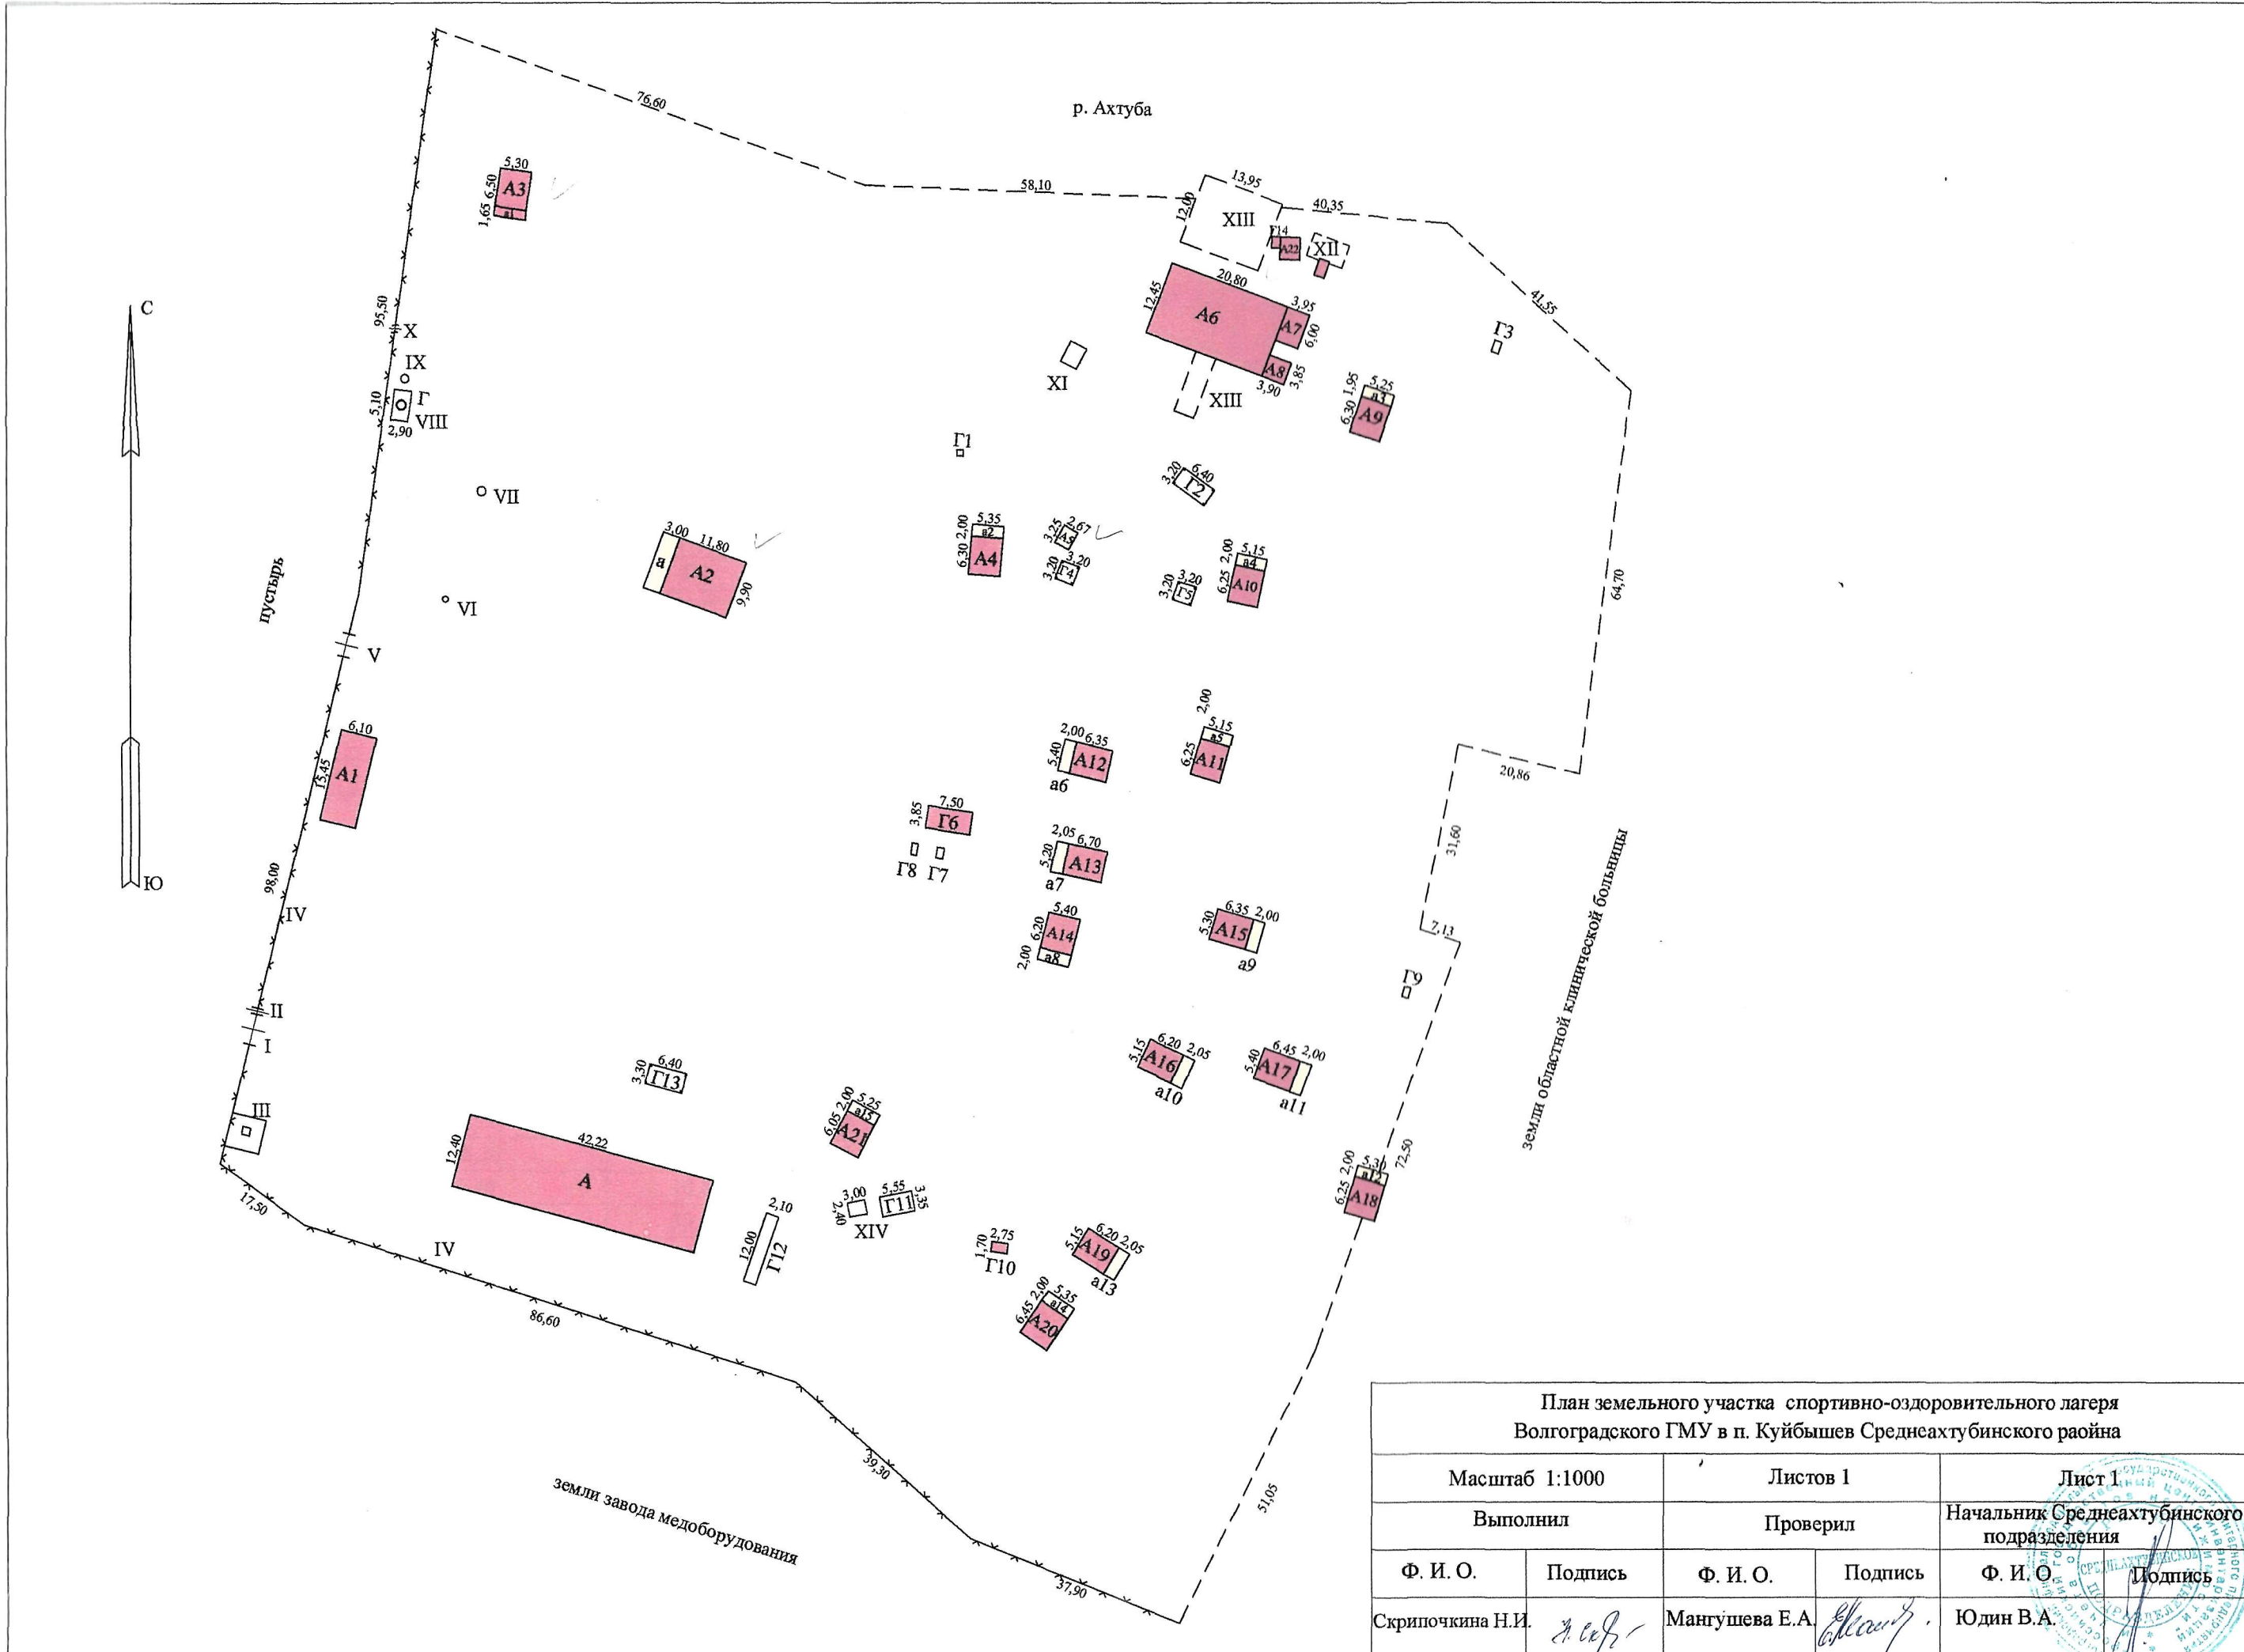 р. Ахтуба
76,60
58,10
13,95
12,00
XIII
40,35
Г14
А22
XII
41,55
5,30
6,50
А3
а1
1,65
С
95,50
X
IX
Г
5,10
VIII
2,90
20,80
12,45
А6
3,95
А7
6,00
А8
3,85
3,90
XIII
XI
Г3
1,95
5,25
а3
6,30
А9
Г1
VII
3,20
6,40
Г2
пустырь
3,00
11,80
а
А2
9,90
2,00
5,35
а2
6,30
А4
2,67
3,25
А5
3,20
3,20
Г4
3,20
3,20
Г5
2,00
5,15
а4
6,25
А10
64,70
VI
V
6,10
15,45
А1
2,00
6,35
5,40
А12
а6
2,00
5,15
а5
6,25
А11
20,86
31,60
7,50
3,85
Г6
Г8
Г7
2,05
6,70
5,20
А13
а7
земли областной клинической больницы
Ю
98,00
IV
5,40
6,20
А14
2,00
а8
6,35
2,00
5,30
А15
а9
7,13
Г9
II
I
6,40
3,30
Г13
6,20
2,05
5,15
А16
а10
6,45
2,00
5,40
А17
а11
III
2,00
5,25
а15
6,05
А21
72,50
42,22
12,40
А
2,00
5,30
а12
6,25
А18
17,50
IV
2,10
12,00
Г12
3,00
2,40
XIV
5,55
Г11
3,35
2,75
1,70
Г10
6,20
2,05
5,15
А19
а13
2,00
5,35
а14
6,45
А20
86,60
39,30
51,05
37,90
земли завода медоборудования
План земельного участка спортивно-оздоровительного лагеря
Волгоградского ГМУ в п. Куйбышев Среднеахтубинского раойна
Масштаб 1:1000
Листов 1
Лист 1
Выполнил
Проверил
Начальник Среднеахтубинского
подразделения
Ф. И. О.
Подпись
Ф. И. О.
Подпись
Ф. И. О.
Подпись
Скрипочкина Н.И.
Мангушева Е.А.
Юдин В.А.